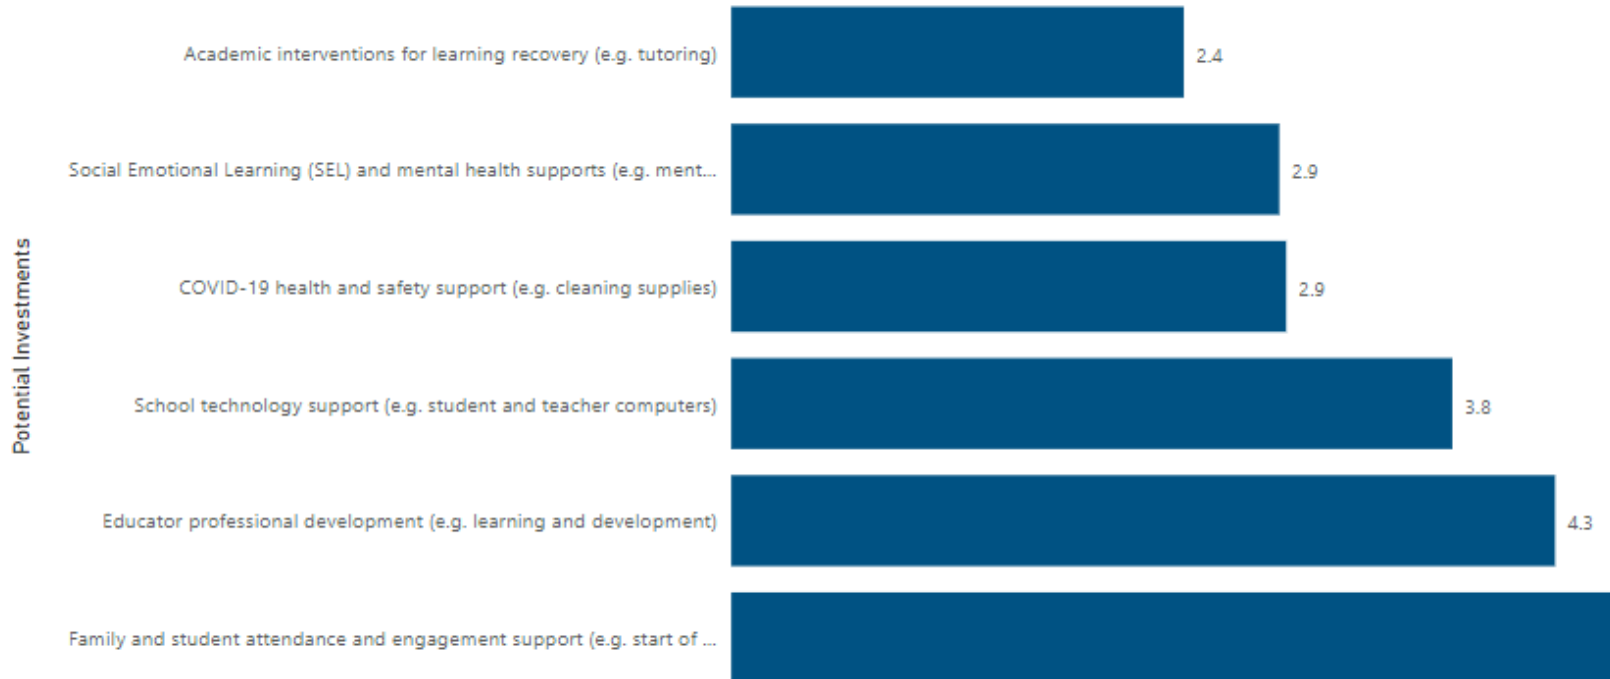 Potential Investments
Academic interventions for learning recovery (e.g. tutoring)
2.4
Social Emotional Learning (SEL) and mental health supports (e.g. ment...
2.9
COVID-19 health and safety support (e.g. cleaning supplies)
2.9
School technology support (e.g. student and teacher computers)
3.8
Educator professional development (e.g. learning and development)
4.3
Family and student attendance and engagement support (e.g. start of ...